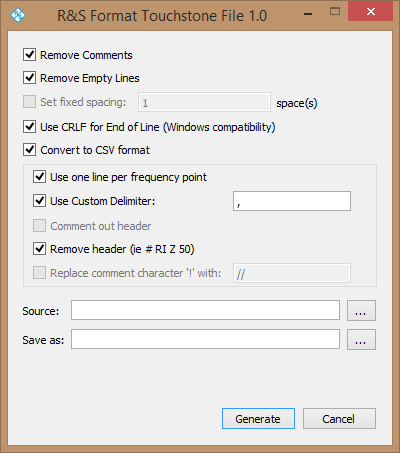 R&S Format Touchstone File 1.0
Remove Comments
Remove Empty Lines
Set fixed spacing: 1 space(s)
Use CRLF for End of Line (Windows compatibility)
Convert to CSV format
Use one line per frequency point
Use Custom Delimiter: ,
Comment out header
Remove header (ie # RI Z 50)
Replace comment character '!' with: //
Source: ...
Save as: ...
Generate Cancel